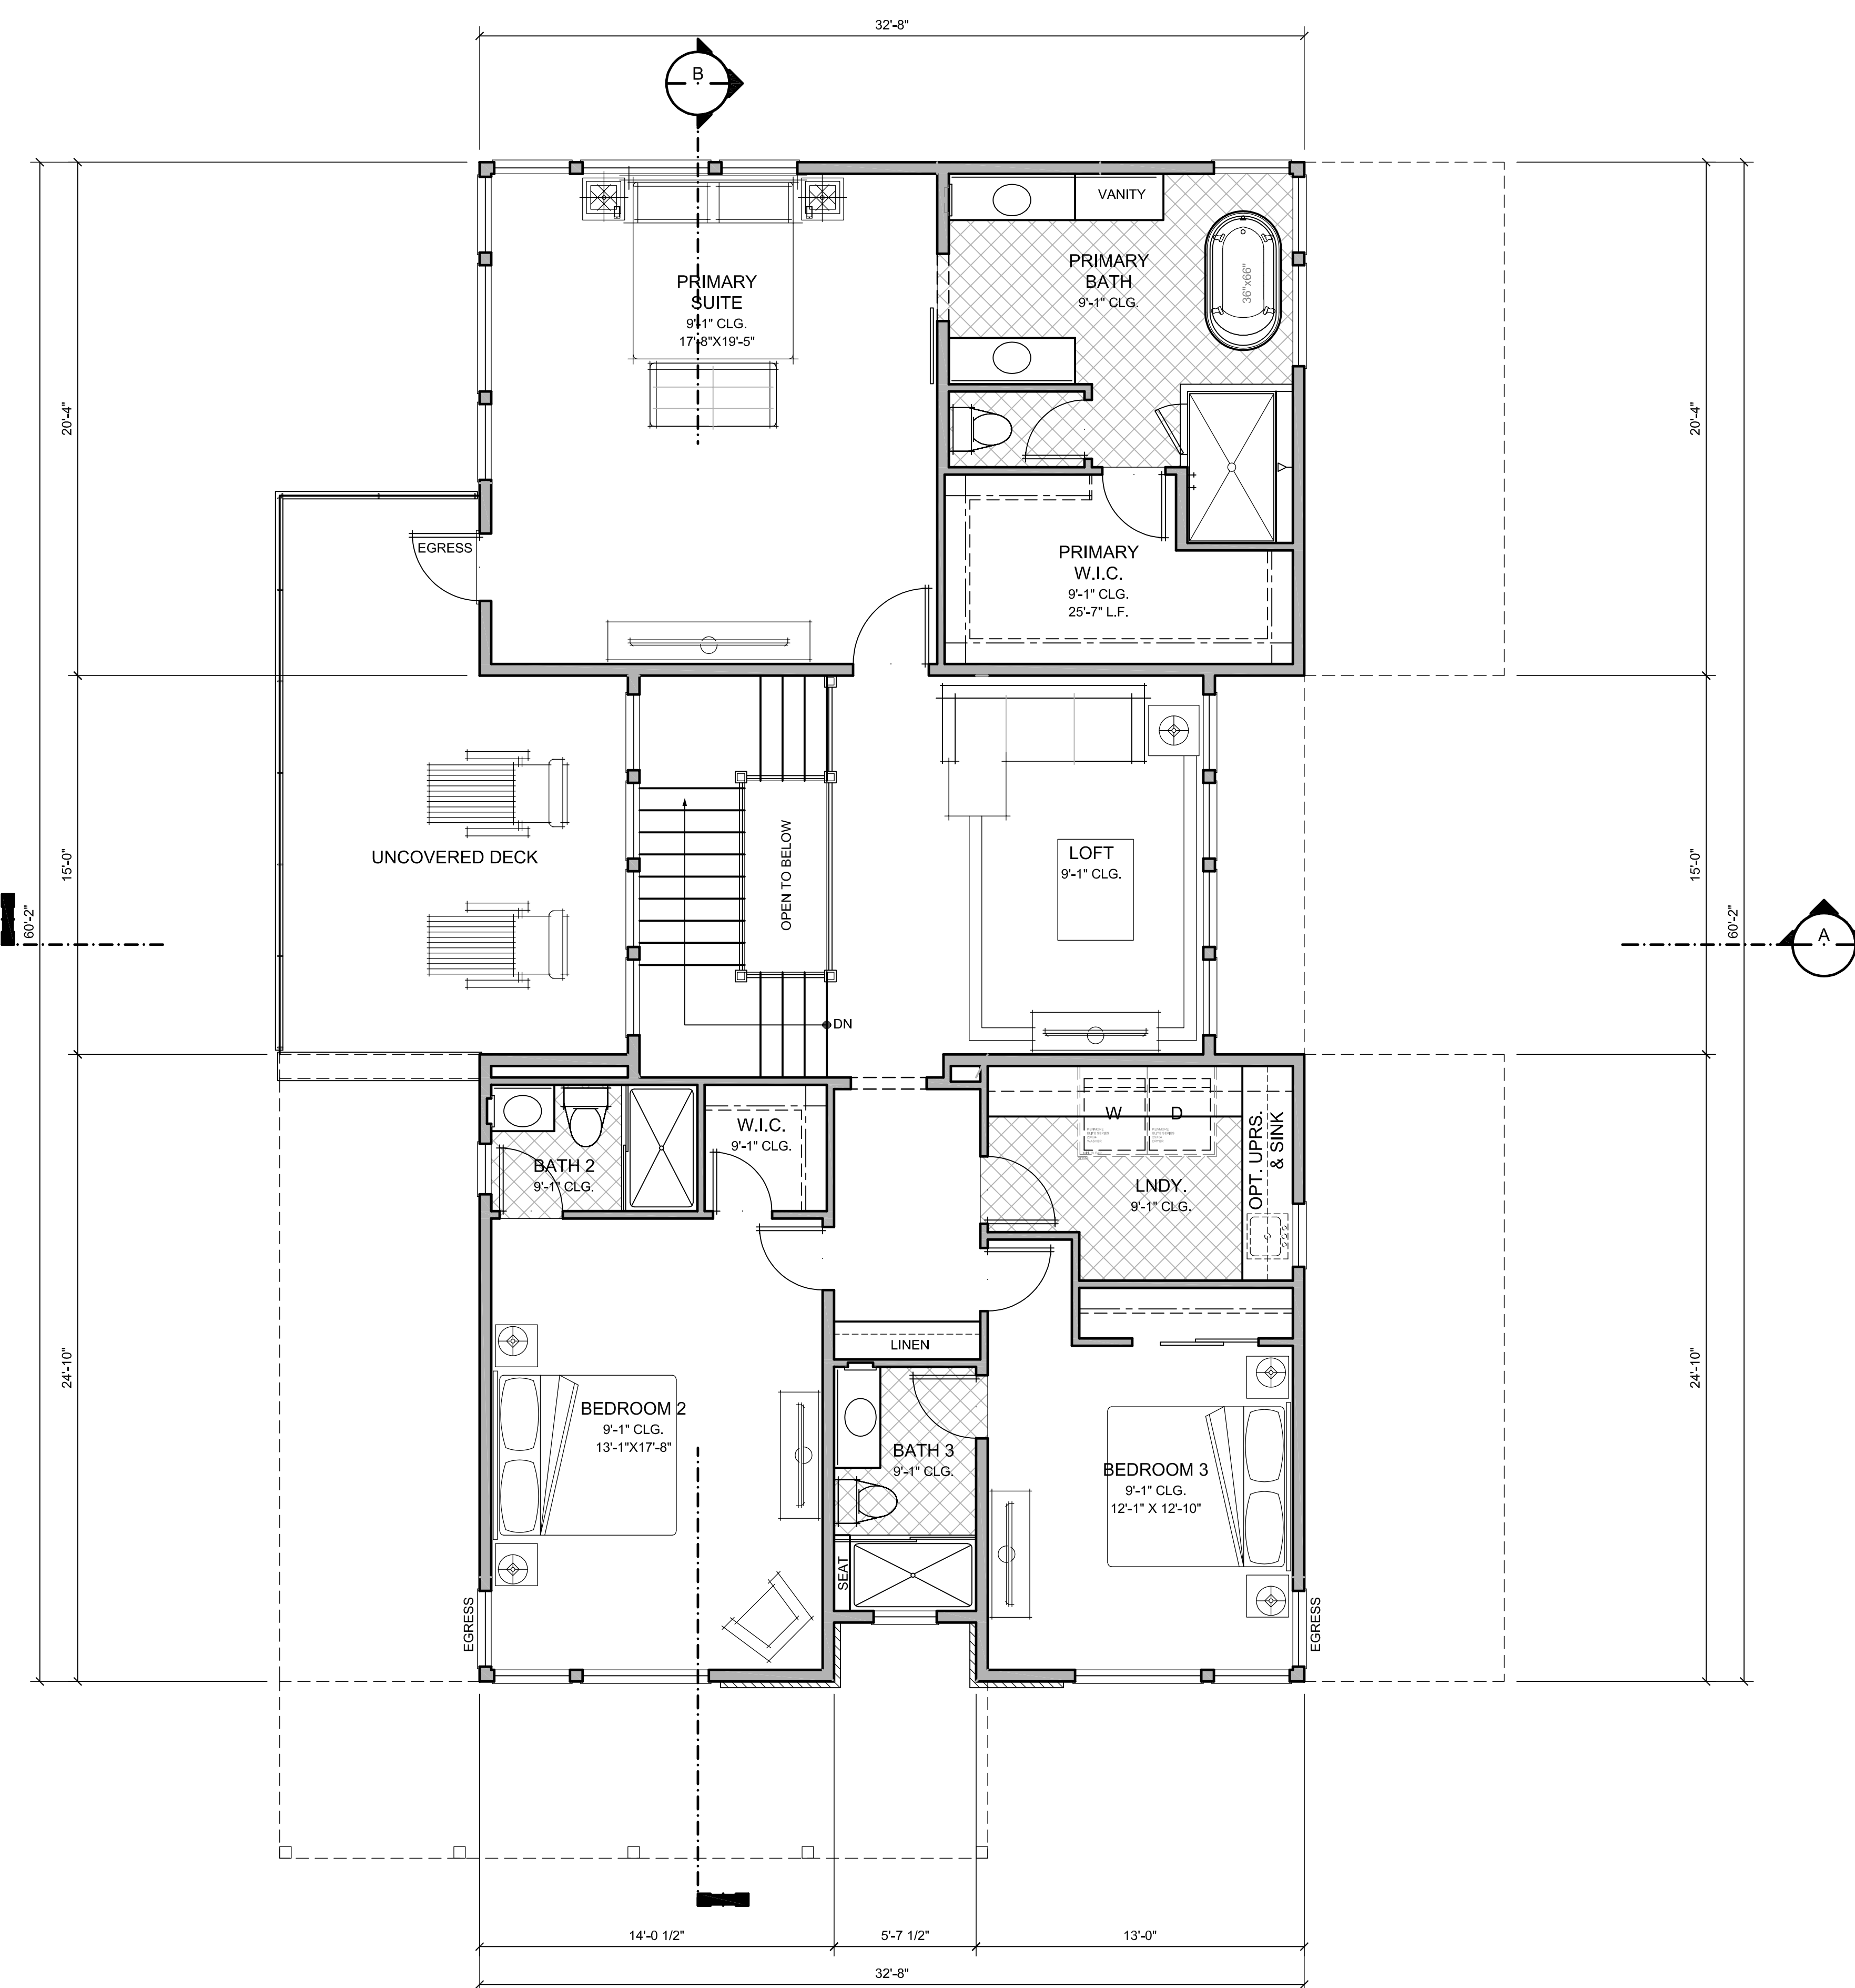 32'-8"
B
VANITY
PRIMARY
BATH
9'-1" CLG.
36"x66"
PRIMARY
SUITE
9'-1" CLG.
17'-8"X19'-5"
20'-4"
20'-4"
EGRESS
PRIMARY
W.I.C.
9'-1" CLG.
25'-7" L.F.
UNCOVERED DECK
OPEN TO BELOW
LOFT
9'-1" CLG.
15'-0"
15'-0"
60'-2"
60'-2"
A
DN
W
D
W.I.C.
9'-1" CLG.
BATH 2
9'-1" CLG.
LNDY.
9'-1" CLG.
OPT. UPRS.
& SINK
LINEN
24'-10"
24'-10"
BEDROOM 2
9'-1" CLG.
13'-1"X17'-8"
BATH 3
9'-1" CLG.
BEDROOM 3
9'-1" CLG.
12'-1" X 12'-10"
SEAT
EGRESS
EGRESS
14'-0 1/2"
5'-7 1/2"
13'-0"
32'-8"